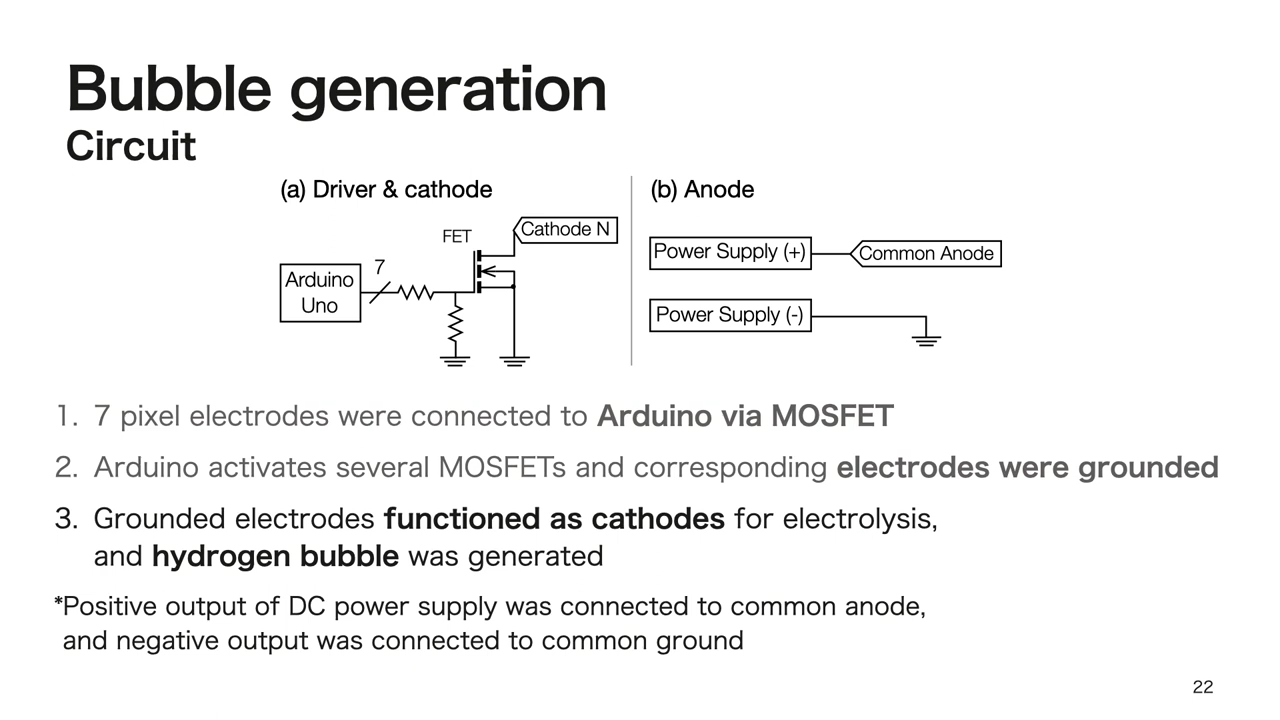 Bubble generation
Circuit
(a) Driver & cathode
FET
Cathode N
7
Arduino
Uno
(b) Anode
Power Supply (+)
Common Anode
Power Supply (-)
1. 7 pixel electrodes were connected to Arduino via MOSFET
2. Arduino activates several MOSFETs and corresponding electrodes were grounded
3. Grounded electrodes functioned as cathodes for electrolysis,
and hydrogen bubble was generated
*Positive output of DC power supply was connected to common anode,
and negative output was connected to common ground
22